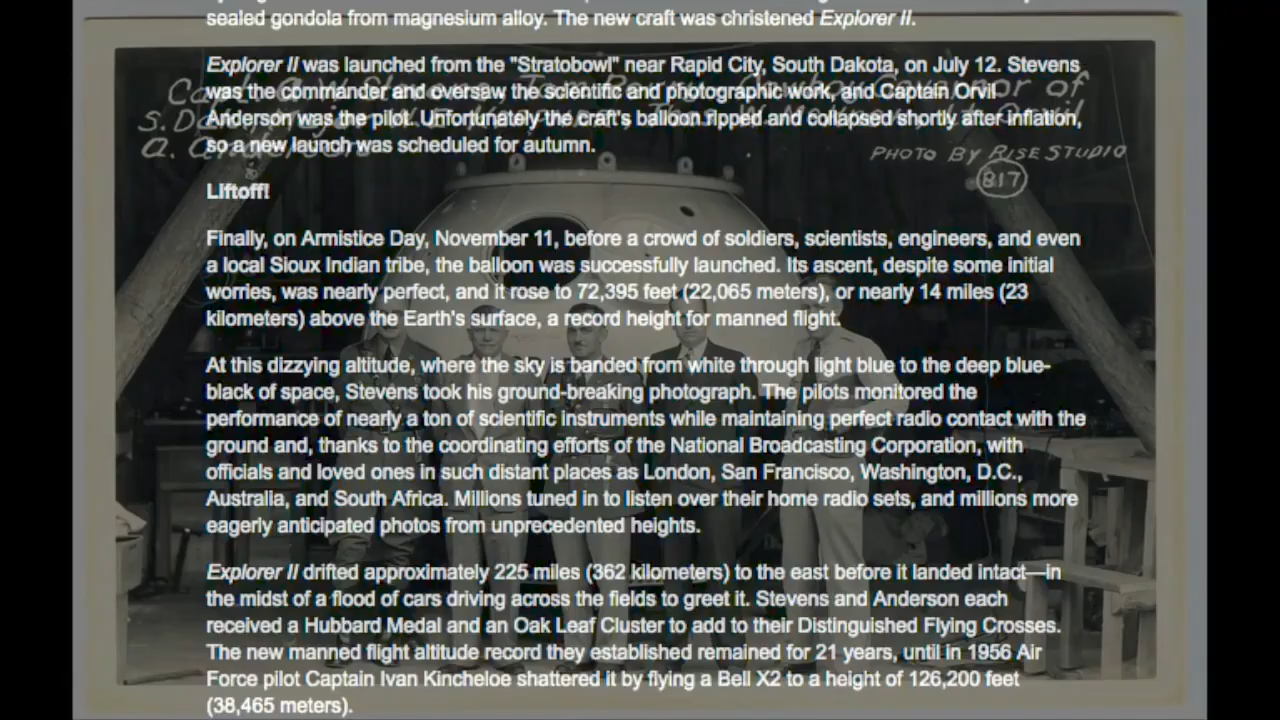 sealed gondola from magnesium alloy. The new craft was christened Explorer II.
Explorer II was launched from the "Stratobowl" near Rapid City, South Dakota, on July 12. Stevens
was the commander and oversaw the scientific and photographic work, and Captain Orvil
Anderson was the pilot. Unfortunately the craft's balloon ripped and collapsed shortly after inflation,
so a new launch was scheduled for autumn.
Capt. Stevens, Tom Berry, Cowboy Governor of
S. Dak. Orvil
A. Anderson
PHOTO BY RISE STUDIO
817
Liftoff!
Finally, on Armistice Day, November 11, before a crowd of soldiers, scientists, engineers, and even
a local Sioux Indian tribe, the balloon was successfully launched. Its ascent, despite some initial
worries, was nearly perfect, and it rose to 72,395 feet (22,065 meters), or nearly 14 miles (23
kilometers) above the Earth's surface, a record height for manned flight.
At this dizzying altitude, where the sky is banded from white through light blue to the deep blue-
black of space, Stevens took his ground-breaking photograph. The pilots monitored the
performance of nearly a ton of scientific instruments while maintaining perfect radio contact with the
ground and, thanks to the coordinating efforts of the National Broadcasting Corporation, with
officials and loved ones in such distant places as London, San Francisco, Washington, D.C.,
Australia, and South Africa. Millions tuned in to listen over their home radio sets, and millions more
eagerly anticipated photos from unprecedented heights.
Explorer II drifted approximately 225 miles (362 kilometers) to the east before it landed intact—in
the midst of a flood of cars driving across the fields to greet it. Stevens and Anderson each
received a Hubbard Medal and an Oak Leaf Cluster to add to their Distinguished Flying Crosses.
The new manned flight altitude record they established remained for 21 years, until in 1956 Air
Force pilot Captain Ivan Kincheloe shattered it by flying a Bell X2 to a height of 126,200 feet
(38,465 meters).